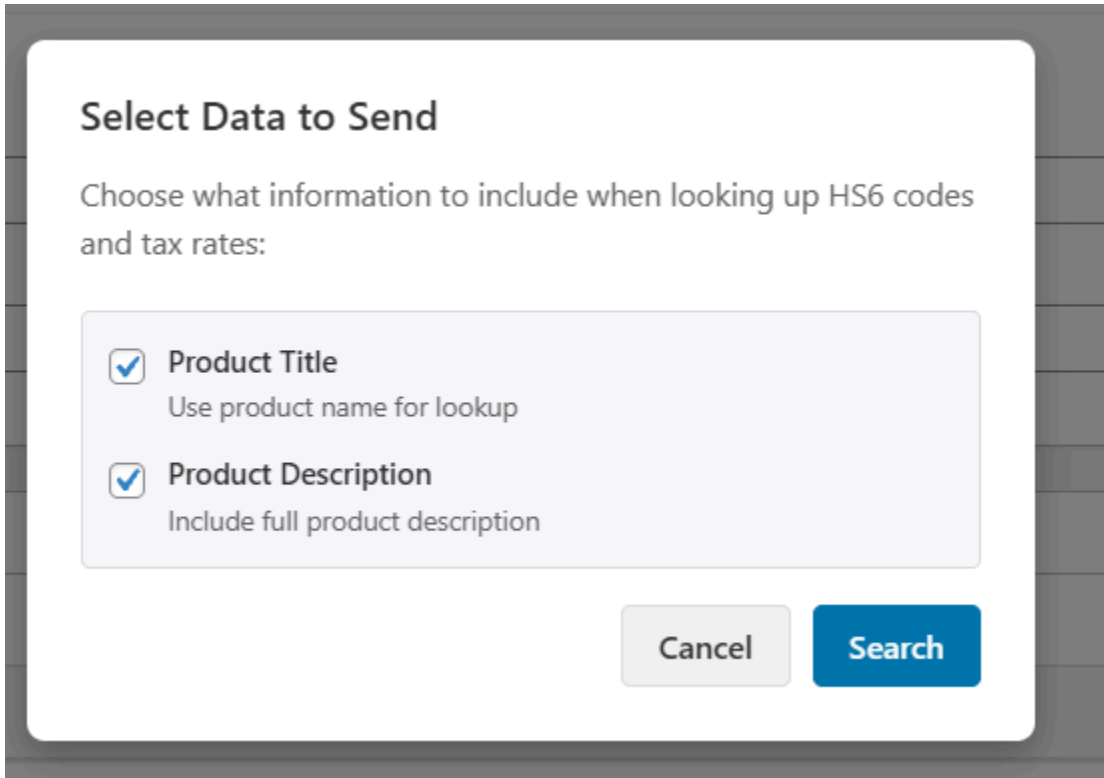 Select Data to Send
Choose what information to include when looking up HS6 codes
and tax rates:
Product Title
Use product name for lookup
Product Description
Include full product description
Cancel
Search